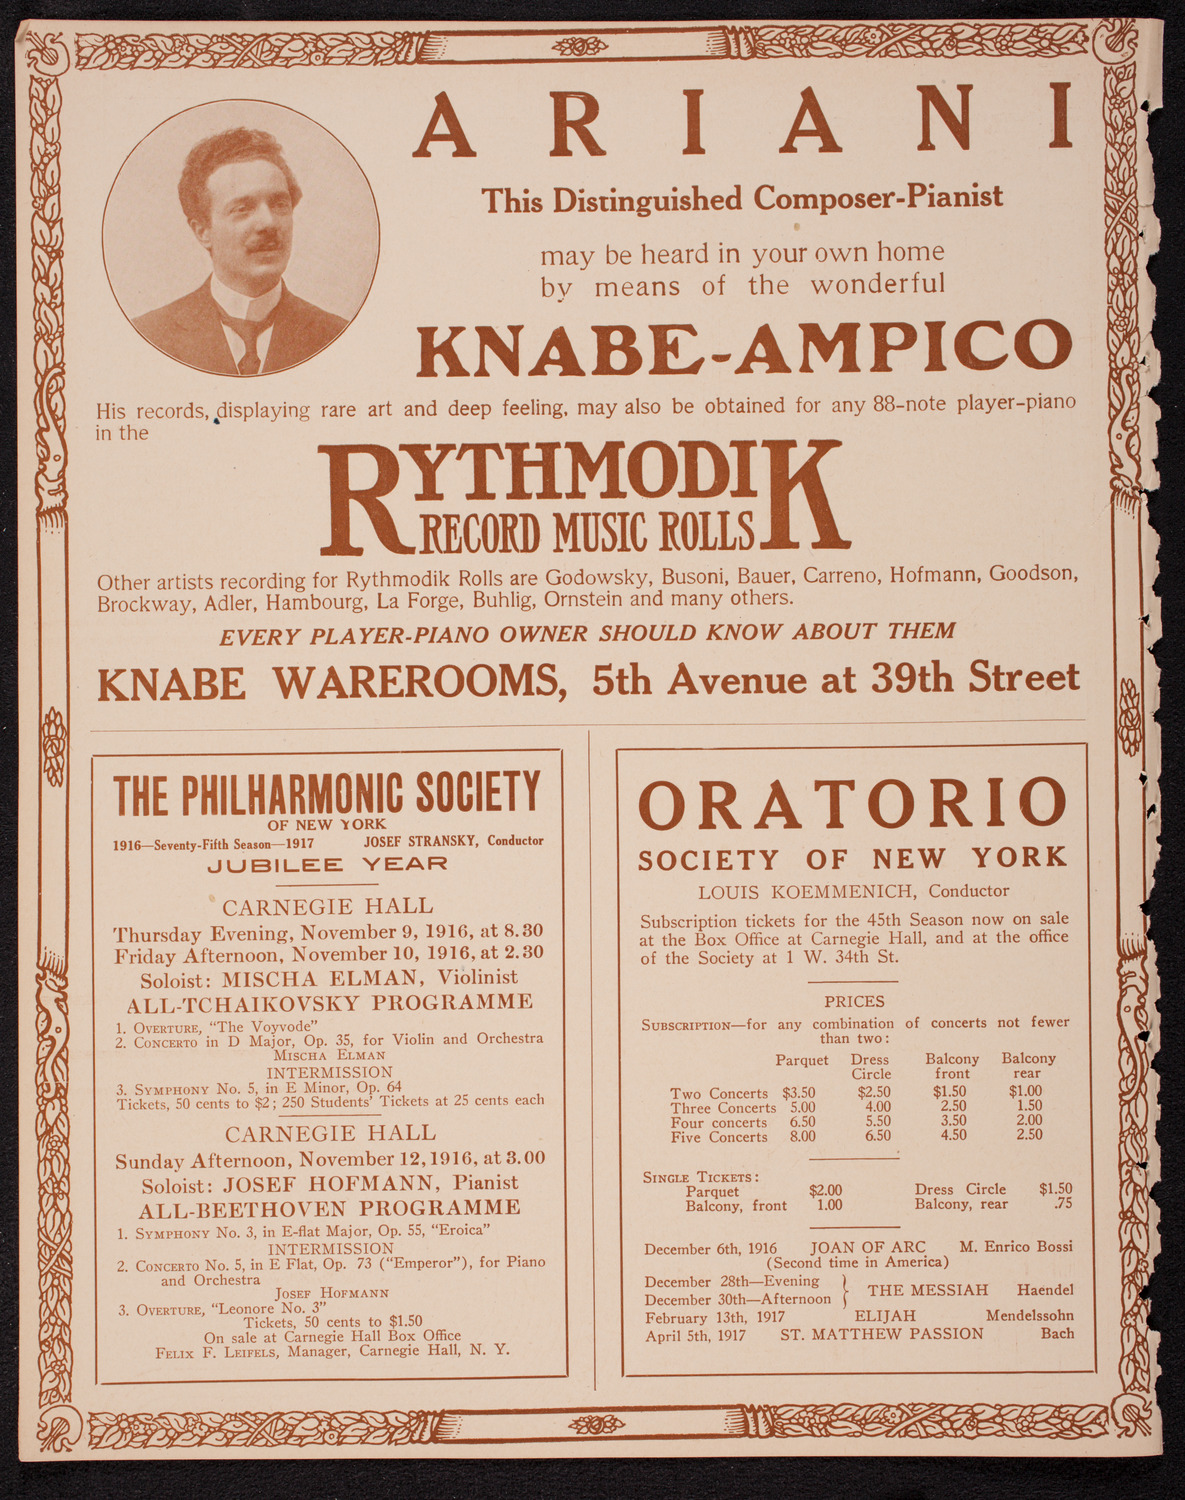 ARIANI
This Distinguished Composer-Pianist
may be heard in your own home
by means of the wonderful
KNABE-AMPICO
His records, displaying rare art and deep feeling, may also be obtained for any 88-note player-piano
in the
RYTHMODIK
RECORD MUSIC ROLLS
Other artists recording for Rythmodik Rolls are Godowsky, Busoni, Bauer, Carreno, Hofmann, Goodson,
Brockway, Adler, Hambourg, La Forge, Buhlig, Ornstein and many others.
EVERY PLAYER-PIANO OWNER SHOULD KNOW ABOUT THEM
KNABE WAREROOMS, 5th Avenue at 39th Street
THE PHILHARMONIC SOCIETY
OF NEW YORK
1916—Seventy-Fifth Season—1917 JOSEF STRANSKY, Conductor
JUBILEE YEAR
CARNEGIE HALL
Thursday Evening, November 9, 1916, at 8.30
Friday Afternoon, November 10, 1916, at 2.30
Soloist: MISCHA ELMAN, Violinist
ALL-TCHAIKOVSKY PROGRAMME
1. OVERTURE, "The Voyvode"
2. CONCERTO in D Major, Op. 35, for Violin and Orchestra
MISCHA ELMAN
INTERMISSION
3. SYMPHONY No. 5, in E Minor, Op. 64
Tickets, 50 cents to $2; 250 Students' Tickets at 25 cents each
CARNEGIE HALL
Sunday Afternoon, November 12, 1916, at 3.00
Soloist: JOSEF HOFMANN, Pianist
ALL-BEETHOVEN PROGRAMME
1. SYMPHONY No. 3, in E-flat Major, Op. 55, "Eroica"
INTERMISSION
2. CONCERTO No. 5, in E Flat, Op. 73 ("Emperor"), for Piano
and Orchestra
JOSEF HOFMANN
3. OVERTURE, "Leonore No. 3"
Tickets, 50 cents to $1.50
On sale at Carnegie Hall Box Office
FELIX F. LEIFELS, Manager, Carnegie Hall, N. Y.
ORATORIO
SOCIETY OF NEW YORK
LOUIS KOEMMENICH, Conductor
Subscription tickets for the 45th Season now on sale
at the Box Office at Carnegie Hall, and at the office
of the Society at 1 W. 34th St.
PRICES
SUBSCRIPTION—for any combination of concerts not fewer
than two:
Parquet Dress Balcony Balcony
Circle front rear
Two Concerts $3.50 $2.50 $1.50 $1.00
Three Concerts 5.00 4.00 2.50 1.50
Four concerts 6.50 5.50 3.50 2.00
Five Concerts 8.00 6.50 4.50 2.50
SINGLE TICKETS:
Parquet $2.00 Dress Circle $1.50
Balcony, front 1.00 Balcony, rear .75
December 6th, 1916 JOAN OF ARC M. Enrico Bossi
(Second time in America)
December 28th—Evening
December 30th—Afternoon } THE MESSIAH Haendel
February 13th, 1917 ELIJAH Mendelssohn
April 5th, 1917 ST. MATTHEW PASSION Bach